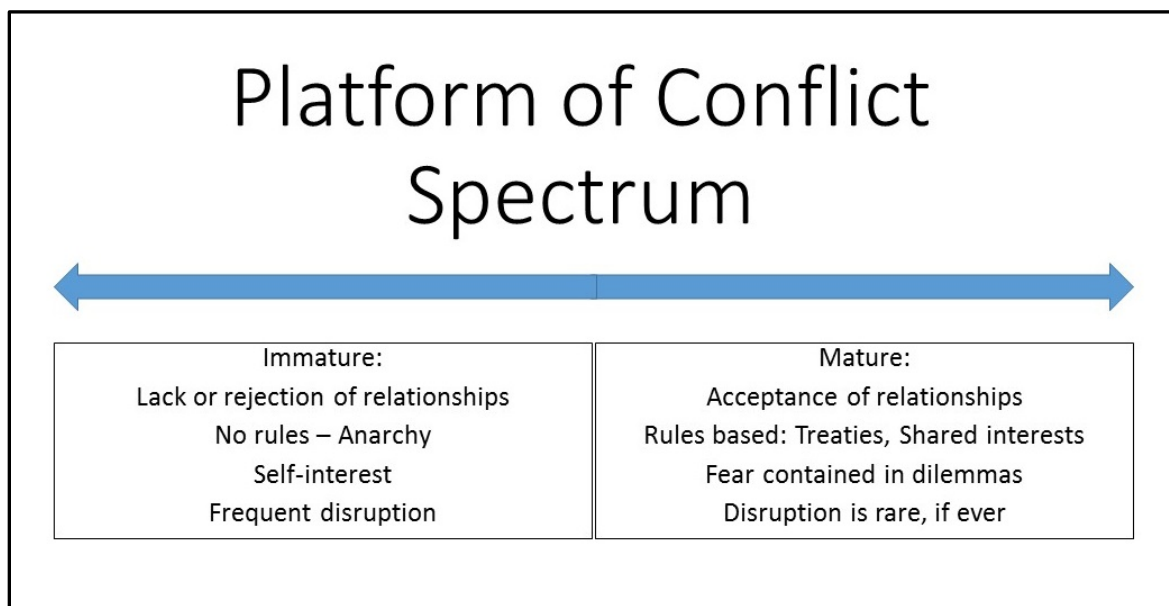 Platform of Conflict
Spectrum
Immature:
Lack or rejection of relationships
No rules – Anarchy
Self-interest
Frequent disruption
Mature:
Acceptance of relationships
Rules based: Treaties, Shared interests
Fear contained in dilemmas
Disruption is rare, if ever